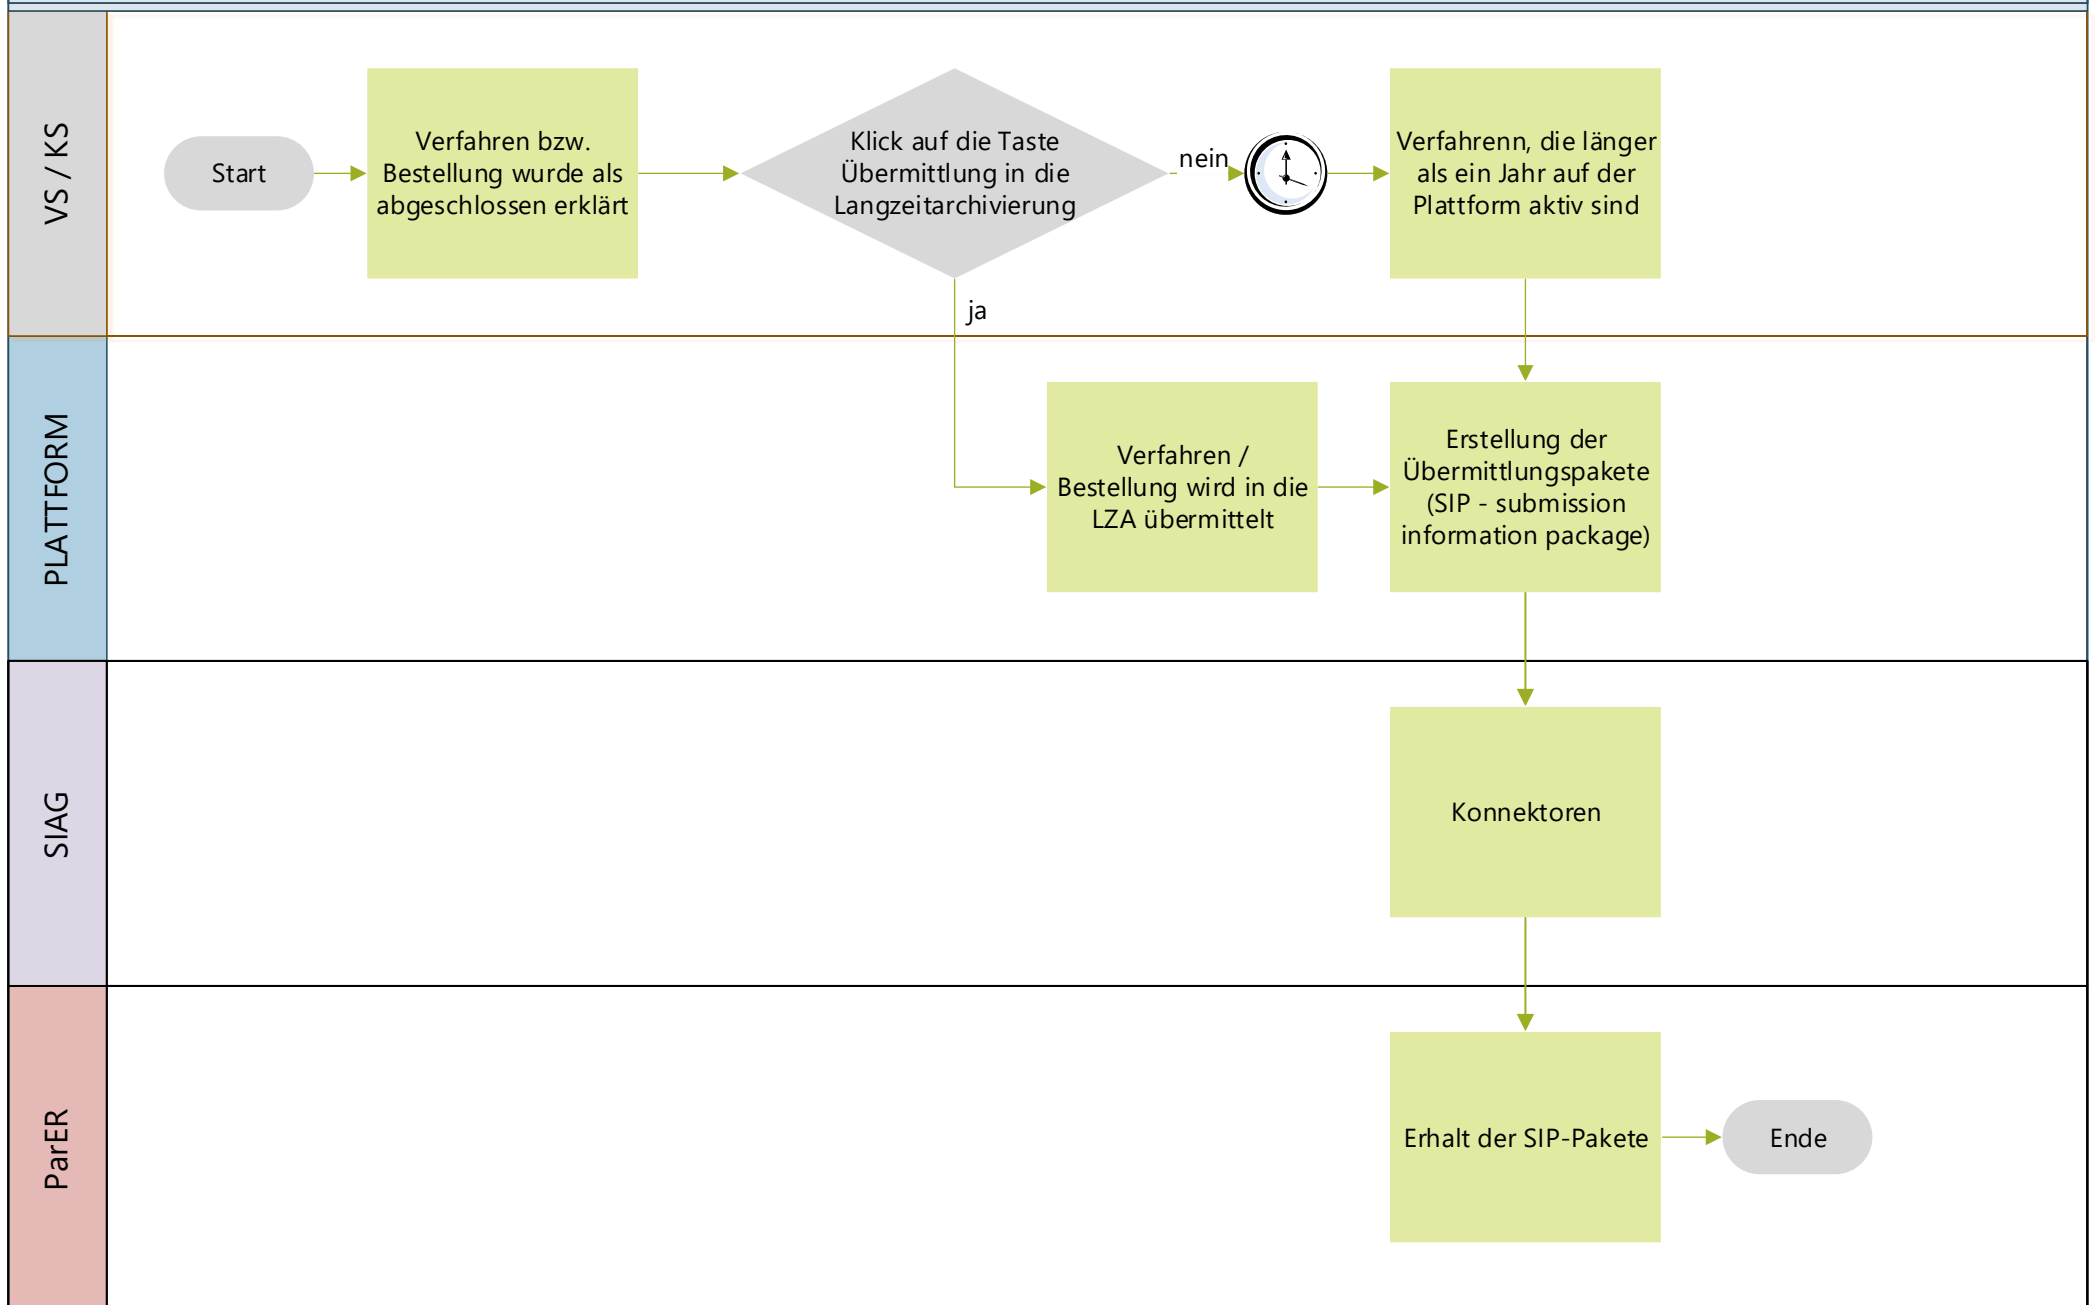 VS / KS
Start
Verfahren bzw.
Bestellung wurde als
abgeschlossen erklärt
Klick auf die Taste
Übermittlung in die
Langzeitarchivierung
nein
Verfahrenn, die länger
als ein Jahr auf der
Plattform aktiv sind
ja
PLATTFORM
Verfahren /
Bestellung wird in die
LZA übermittelt
Erstellung der
Übermittlungspakete
(SIP - submission
information package)
SIAG
Konnektoren
ParER
Erhalt der SIP-Pakete
Ende